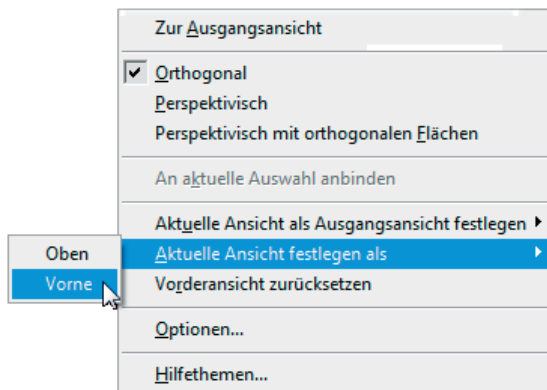 Zur Ausgangsansicht
Orthogonal
Perspektivisch
Perspektivisch mit orthogonalen Flächen
An aktuelle Auswahl anbinden
Aktuelle Ansicht als Ausgangsansicht festlegen
Aktuelle Ansicht festlegen als
Oben
Vorne
Vorderansicht zurücksetzen
Optionen...
Hilfethemen...